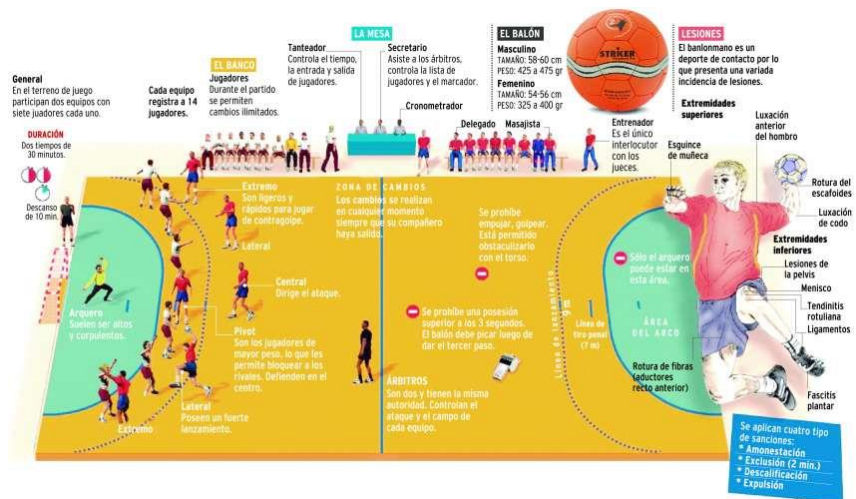 General
En el terreno de juego
participan dos equipos con
siete juadores cada uno.
DURACIÓN
Dos tiempos de
30 minutos.
Descanso
de 10 min.
Cada equipo
registra a 14
jugadores.
EL BANCO
Jugadores
Durante el partido
se permiten
cambios ilimitados.
LA MESA
Tanteador
Controla el tiempo,
la entrada y salida
de jugadores.
Secretario
Asiste a los árbitros,
controla la lista de
jugadores y el marcador.
Cronometrador
EL BALÓN
Masculino
TAMAÑO: 58-60 cm
PESO: 425 a 475 gr
Femenino
TAMAÑO: 54-56 cm
PESO: 325 a 400 gr
STRIKER
Delegado
Masajista
Entrenador
Es el único
interlocutor
con los
jueces.
LESIONES
El banlonmano es un
deporte de contacto por lo
que presenta una variada
incidencia de lesiones.
Extremidades
superiores
Luxación
anterior
del hombro
Esguince
de muñeca
Rotura del
escafoides
Luxación
de codo
Extremidades
inferiores
Lesiones de
la pelvis
Menisco
Tendinitis
rotuliana
Ligamentos
Rotura de fibras
(aductores
recto anterior)
Fascitis
plantar
Extremo
Son ligeros y
rápidos para jugar
de contragolpe.
Lateral
Central
Dirige el ataque.
Arquero
Suelen ser altos
y corpulentos.
Pivot
Son los jugadores de
mayor peso, lo que les
permite bloquear a los
rivales. Defienden en el
centro.
Lateral
Poseen un fuerte
lanzamiento.
Extremo
ZONA DE CAMBIOS
Los cambios se realizan
en cualquier momento
siempre que su compañero
haya salido.
Se prohíbe
empujar, golpear.
Está permitido
obstaculizarlo
con el torso.
Se prohíbe una posesión
superior a los 3 segundos.
El balón debe picar luego de
dar el tercer paso.
ÁRBITROS
Son dos y tienen la misma
autoridad. Controlan el
ataque y el campo de
cada equipo.
Línea de lanzamiento
9 m
Línea de
tiro penal
(7 m)
Sólo el arquero
puede estar en
esta área.
ÁREA
DEL ARCO
Se aplican cuatro tipo
de sanciones:
* Amonestación
* Exclusión (2 min.)
* Descalificación
* Expulsión